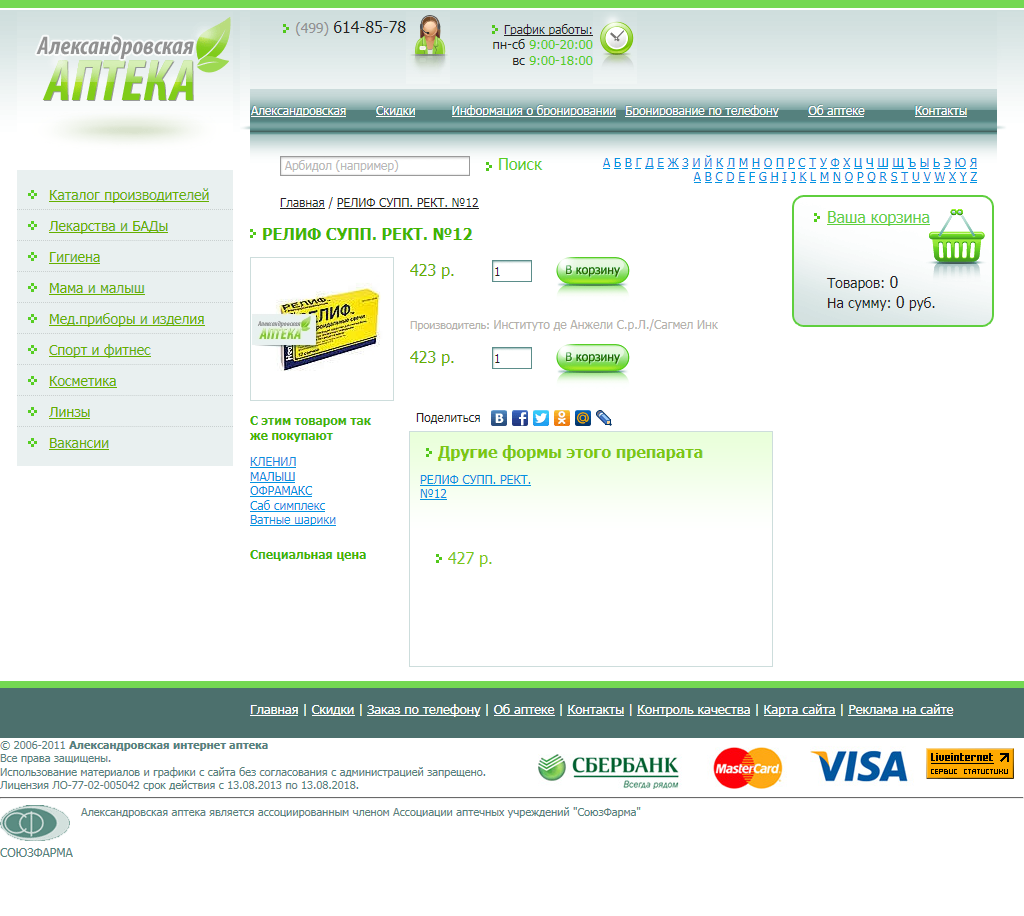 Александровская
АПТЕКА
(499) 614-85-78
График работы:
пн-сб 9:00-20:00
вс 9:00-18:00
Александровская Скидки Информация о бронировании Бронирование по телефону Об аптеке Контакты
Арбидол (например) Поиск
А Б В Г Д Е Ж З И Й К Л М Н О П Р С Т У Ф Х Ц Ч Ш Щ Ъ Ы Ь Э Ю Я
A B C D E F G H I J K L M N O P Q R S T U V W X Y Z
Каталог производителей
Лекарства и БАДы
Гигиена
Мама и малыш
Мед.приборы и изделия
Спорт и фитнес
Косметика
Линзы
Вакансии
Главная / РЕЛИФ СУПП. РЕКТ. №12
РЕЛИФ СУПП. РЕКТ. №12
РЕЛИФ
Александровская
АПТЕКА
423 р. 1 В корзину
Производитель: Институто де Анжели С.р.Л./Сагмел Инк
423 р. 1 В корзину
Ваша корзина
Товаров: 0
На сумму: 0 руб.
С этим товаром так
же покупают
КЛЕНИЛ
МАЛЫШ
ОФРАМАКС
Саб симплекс
Ватные шарики
Специальная цена
Поделиться
Другие формы этого препарата
РЕЛИФ СУПП. РЕКТ.
№12
427 р.
Главная | Скидки | Заказ по телефону | Об аптеке | Контакты | Контроль качества | Карта сайта | Реклама на сайте
© 2006-2011 Александровская интернет аптека
Все права защищены.
Использование материалов и графики с сайта без согласования с администрацией запрещено.
Лицензия ЛО-77-02-005042 срок действия с 13.08.2013 по 13.08.2018.
СБЕРБАНК
Всегда рядом
MasterCard
VISA
Liveinternet
СЕРВЕР СТАТИСТИКИ
Александровская аптека является ассоциированным членом Ассоциации аптечных учреждений "СоюзФарма"
СОЮЗФАРМА